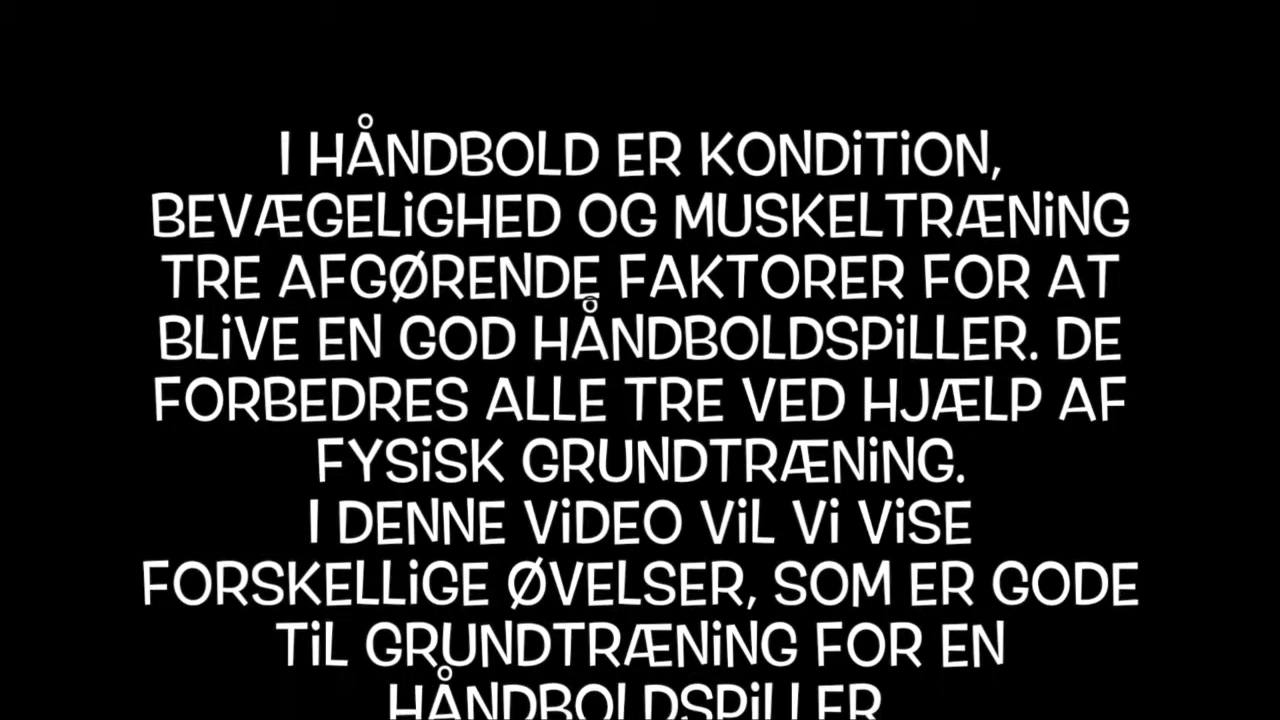 I HÅNDBOLD ER KONDITION,
BEVÆGELIGHED OG MUSKELTRÆNING
TRE AFGØRENDE FAKTORER FOR AT
BLIVE EN GOD HÅNDBOLDSPILLER. DE
FORBEDRES ALLE TRE VED HJÆLP AF
FYSISK GRUNDTRÆNING.
I DENNE VIDEO VIL VI VISE
FORSKELLIGE ØVELSER, SOM ER GODE
TIL GRUNDTRÆNING FOR EN
HÅNDBOLDSPILLER